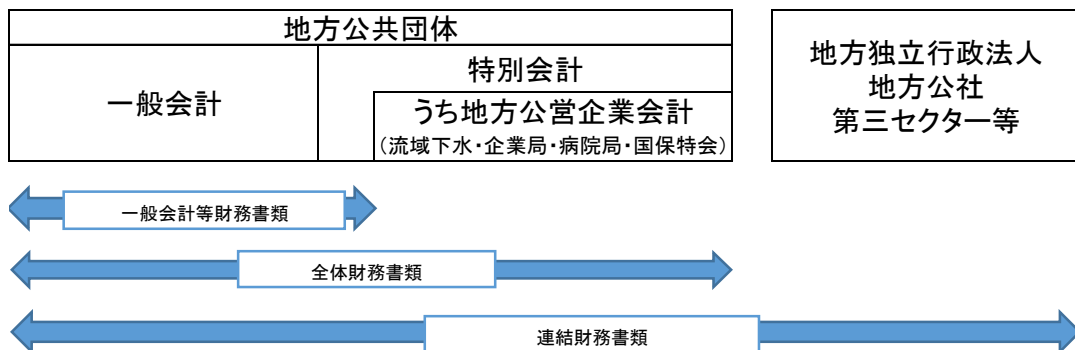 地方公共団体
一般会計
特別会計
うち地方公営企業会計
(流域下水・企業局・病院局・国保特会)
地方独立行政法人
地方公社
第三セクター等
一般会計等財務書類
全体財務書類
連結財務書類